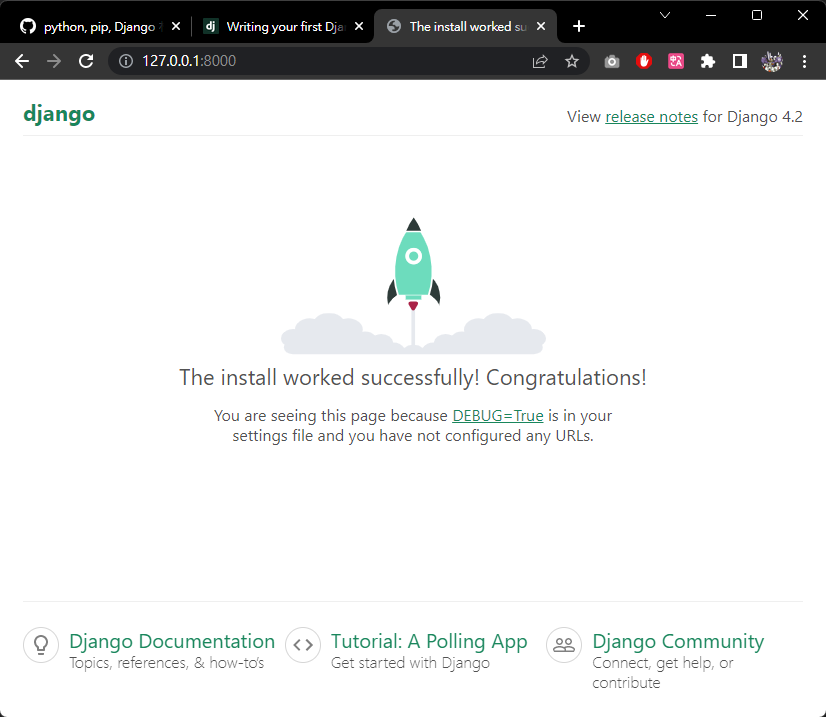 python, pip, Django
Writing your first Dja
The install worked su
127.0.0.1:8000
django
View release notes for Django 4.2
The install worked successfully! Congratulations!
You are seeing this page because DEBUG=True is in your
settings file and you have not configured any URLs.
Django Documentation
Topics, references, & how-to's
Tutorial: A Polling App
Get started with Django
Django Community
Connect, get help, or
contribute